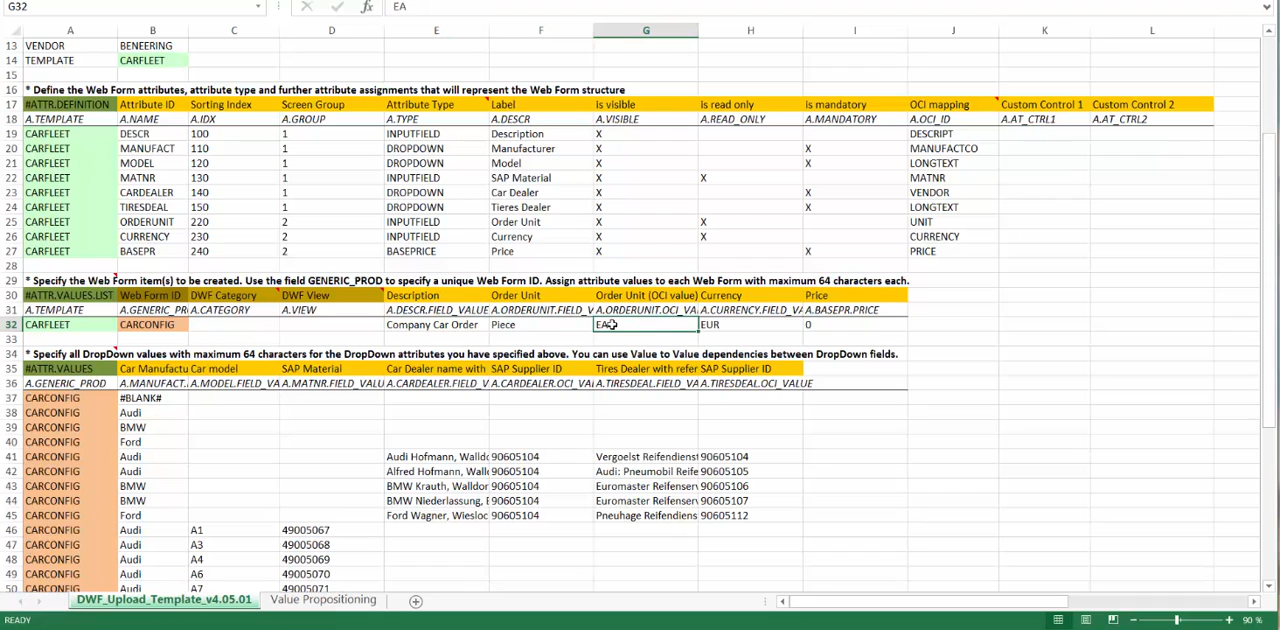 G32 fx EA
A B C D E F G H I J K L
13 VENDOR BENEERING
14 TEMPLATE CARFLEET
15
16 * Define the Web Form attributes, attribute type and further attribute assignments that will represent the Web Form structure
17 #ATTR.DEFINITION Attribute ID Sorting Index Screen Group Attribute Type Label is visible is read only is mandatory OCI mapping Custom Control 1 Custom Control 2
18 A.TEMPLATE A.NAME A.IDX A.GROUP A.TYPE A.DESCR A.VISIBLE A.READ_ONLY A.MANDATORY A.OCI_ID A.AT_CTRL1 A.AT_CTRL2
19 CARFLEET DESCR 100 1 INPUTFIELD Description X DESCRIPT
20 CARFLEET MANUFACT 110 1 DROPDOWN Manufacturer X X MANUFACTCO
21 CARFLEET MODEL 120 1 DROPDOWN Model X X LONGTEXT
22 CARFLEET MATNR 130 1 INPUTFIELD SAP Material X X MATNR
23 CARFLEET CARDEALER 140 1 DROPDOWN Car Dealer X X VENDOR
24 CARFLEET TIRESDEAL 150 1 DROPDOWN Tieres Dealer X X LONGTEXT
25 CARFLEET ORDERUNIT 220 2 INPUTFIELD Order Unit X X UNIT
26 CARFLEET CURRENCY 230 2 INPUTFIELD Currency X X CURRENCY
27 CARFLEET BASEPR 240 2 BASEPRICE Price X X PRICE
28
29 * Specify the Web Form item(s) to be created. Use the field GENERIC_PROD to specify a unique Web Form ID. Assign attribute values to each Web Form with maximum 64 characters each.
30 #ATTR.VALUES.LIST Web Form ID DWF Category DWF View Description Order Unit Order Unit (OCI value) Currency Price
31 A.TEMPLATE A.GENERIC_PR A.CATEGORY A.VIEW A.DESCR.FIELD_VALUE A.ORDERUNIT.FIELD_V A.ORDERUNIT.OCI_VA A.CURRENCY.FIELD_VA A.BASEPR.PRICE
32 CARFLEET CARCONFIG Company Car Order Piece EA EUR 0
33
34 * Specify all DropDown values with maximum 64 characters for the DropDown attributes you have specified above. You can use Value to Value dependencies between DropDown fields.
35 #ATTR.VALUES Car Manufactu Car model SAP Material Car Dealer name with SAP Supplier ID Tires Dealer with refer SAP Supplier ID
36 A.GENERIC_PROD A.MANUFACT. A.MODEL.FIELD_VA A.MATNR.FIELD_VALU A.CARDEALER.FIELD_V A.CARDEALER.OCI_VA A.TIRESDEAL.FIELD_VA A.TIRESDEAL.OCI_VALUE
37 CARCONFIG #BLANK#
38 CARCONFIG Audi
39 CARCONFIG BMW
40 CARCONFIG Ford
41 CARCONFIG Audi Audi Hofmann, Walldo 90605104 Vergoelst Reifendienst 90605104
42 CARCONFIG Audi Alfred Hofmann, Walld 90605104 Audi: Pneumobil Reife 90605105
43 CARCONFIG BMW BMW Krauth, Walldorf 90605104 Euromaster Reifenserv 90605106
44 CARCONFIG BMW BMW Niederlassung, 90605104 Euromaster Reifenserv 90605107
45 CARCONFIG Ford Ford Wagner, Wiesloc 90605104 Pneuhage Reifendiens 90605112
46 CARCONFIG Audi A1 49005067
47 CARCONFIG Audi A3 49005068
48 CARCONFIG Audi A4 49005069
49 CARCONFIG Audi A6 49005070
50 CARCONFIG Audi A7 49005071
DWF_Upload_Template_v4.05.01 Value Propositioning
READY 90 %